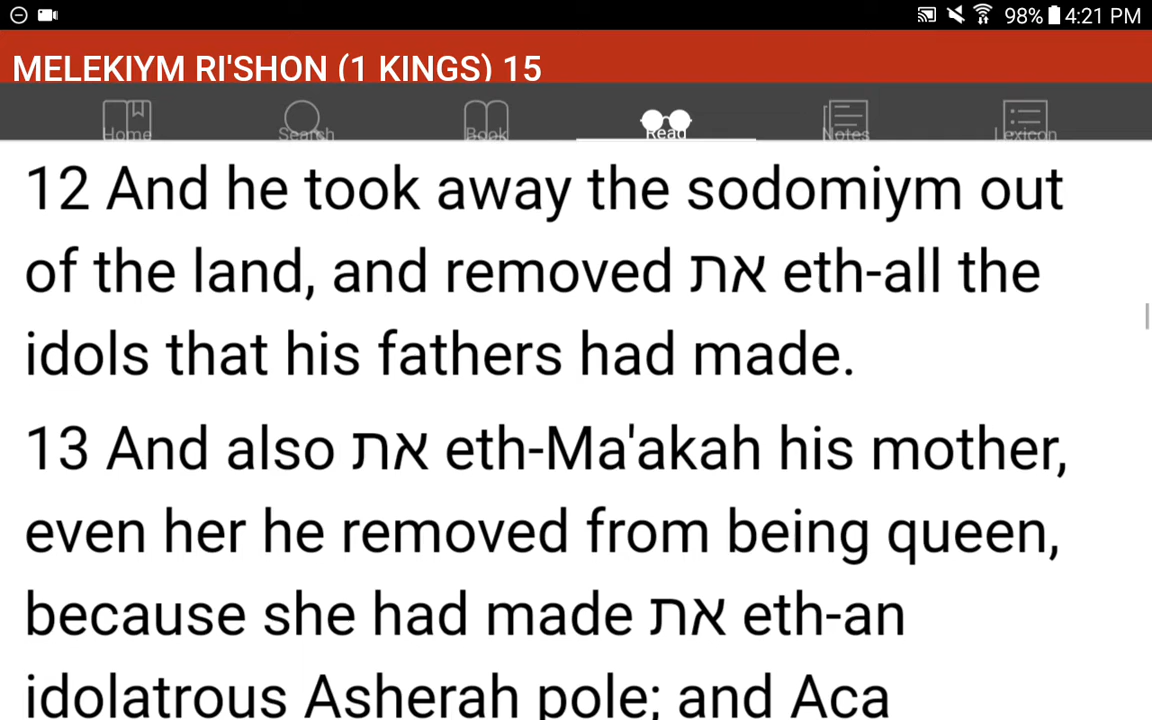 98% 4:21 PM
MELEKIYM RI'SHON (1 KINGS) 15
Home Search Book Read Notes Lexicon
12 And he took away the sodomiym out
of the land, and removed את eth-all the
idols that his fathers had made.
13 And also את eth-Ma'akah his mother,
even her he removed from being queen,
because she had made את eth-an
idolatrous Asherah pole; and Aca